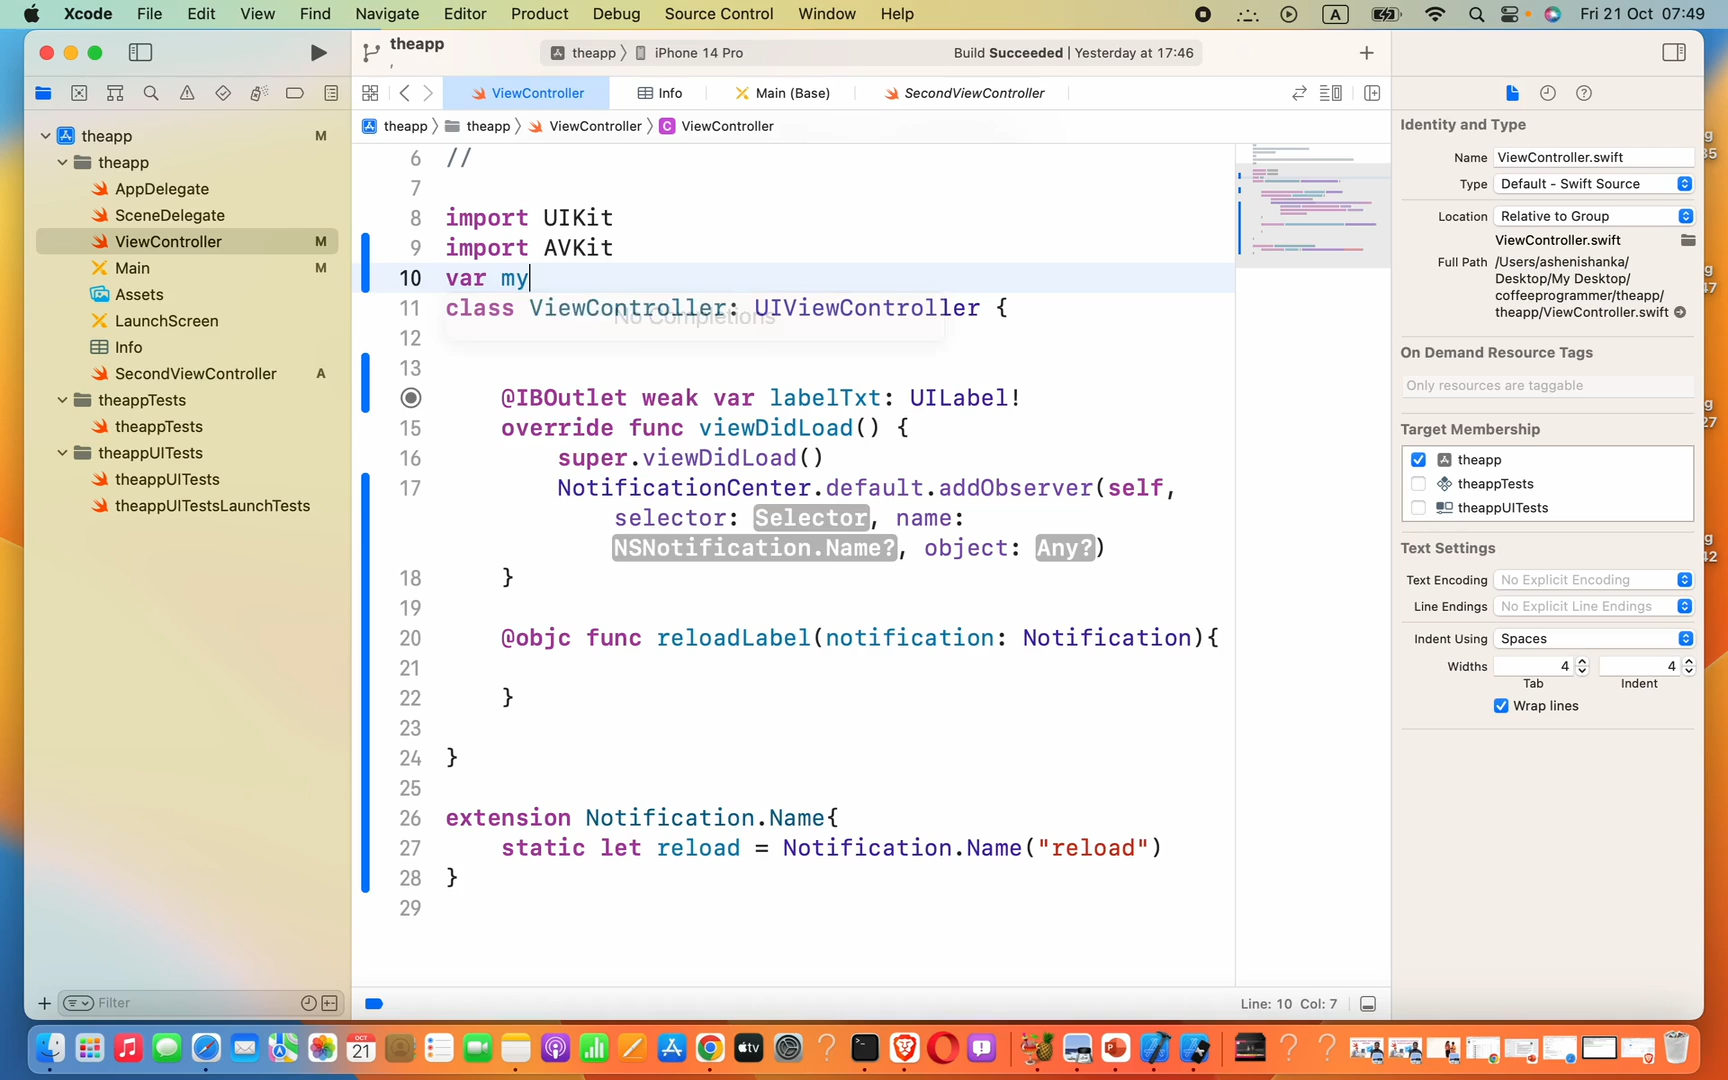 Xcode File Edit View Find Navigate Editor Product Debug Source Control Window Help A Fri 21 Oct 07:49
theapp
theapp iPhone 14 Pro Build Succeeded | Yesterday at 17:46
ViewController Info Main (Base) SecondViewController
theapp theapp ViewController C ViewController
theapp M
theapp
AppDelegate
SceneDelegate
ViewController M
Main M
Assets
LaunchScreen
Info
SecondViewController A
theappTests
theappTests
theappUITests
theappUITests
theappUITestsLaunchTests
Filter
6 //
7
8 import UIKit
9 import AVKit
10 var my
11 class ViewController: UIViewController {
No Completions
12
13
@IBOutlet weak var labelTxt: UILabel!
15 override func viewDidLoad() {
16 super.viewDidLoad()
17 NotificationCenter.default.addObserver(self,
selector: Selector, name:
NSNotification.Name?, object: Any?)
18 }
19
20 @objc func reloadLabel(notification: Notification){
21
22 }
23
24 }
25
26 extension Notification.Name{
27 static let reload = Notification.Name("reload")
28 }
29
Line: 10 Col: 7
Identity and Type
Name ViewController.swift
Type Default - Swift Source
Location Relative to Group
ViewController.swift
Full Path /Users/ashenishanka/
Desktop/My Desktop/
coffeeprogrammer/theapp/
theapp/ViewController.swift
On Demand Resource Tags
Only resources are taggable
Target Membership
theapp
theappTests
theappUITests
Text Settings
Text Encoding No Explicit Encoding
Line Endings No Explicit Line Endings
Indent Using Spaces
Widths 4 4
Tab Indent
Wrap lines
g
35
g
47
g
27
g
42
OCT
21
tv